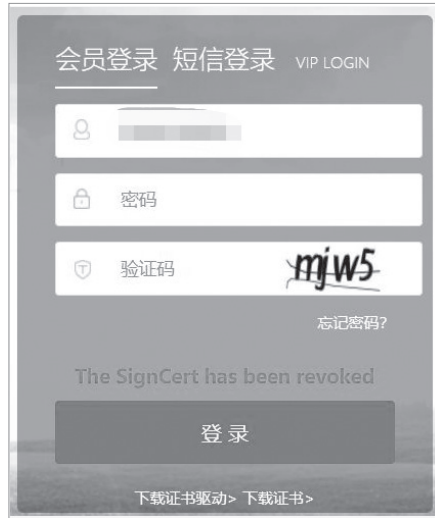 会员登录 短信登录 VIP LOGIN
密码
验证码 mjw5
忘记密码?
The SignCert has been revoked
登 录
下载证书驱动> 下载证书>